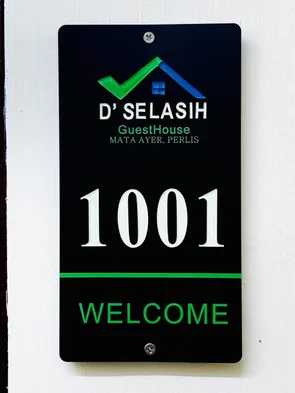 D' SELASIH
GuestHouse
MATA AYER, PERLIS
1001
WELCOME